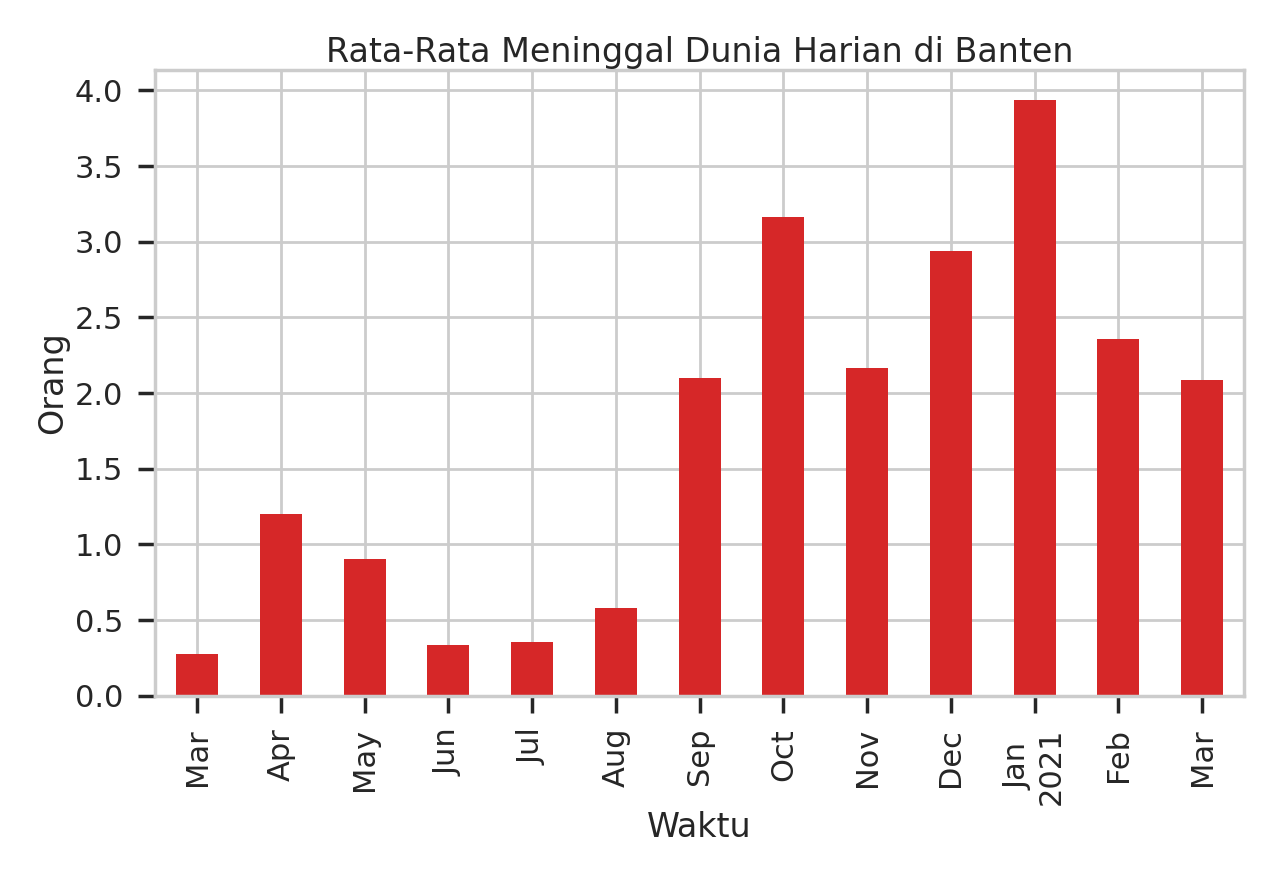 Rata-Rata Meninggal Dunia Harian di Banten
4.0
3.5
3.0
2.5
2.0
1.5
1.0
0.5
0.0
Orang
Mar
Apr
May
Jun
Jul
Aug
Sep
Oct
Nov
Dec
Jan
2021
Feb
Mar
Waktu